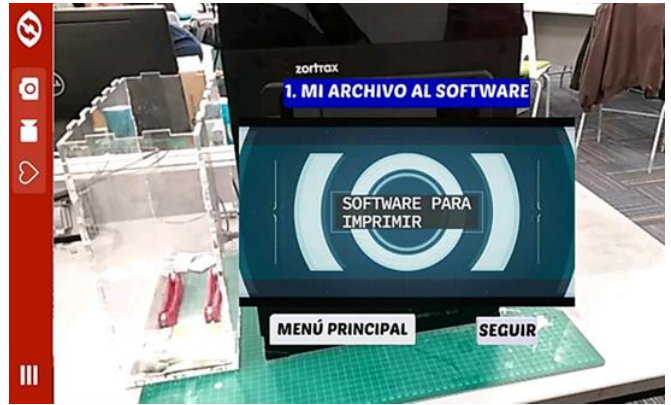 zortrax
1. MI ARCHIVO AL SOFTWARE
SOFTWARE PARA
IMPRIMIR
MENÚ PRINCIPAL
SEGUIR